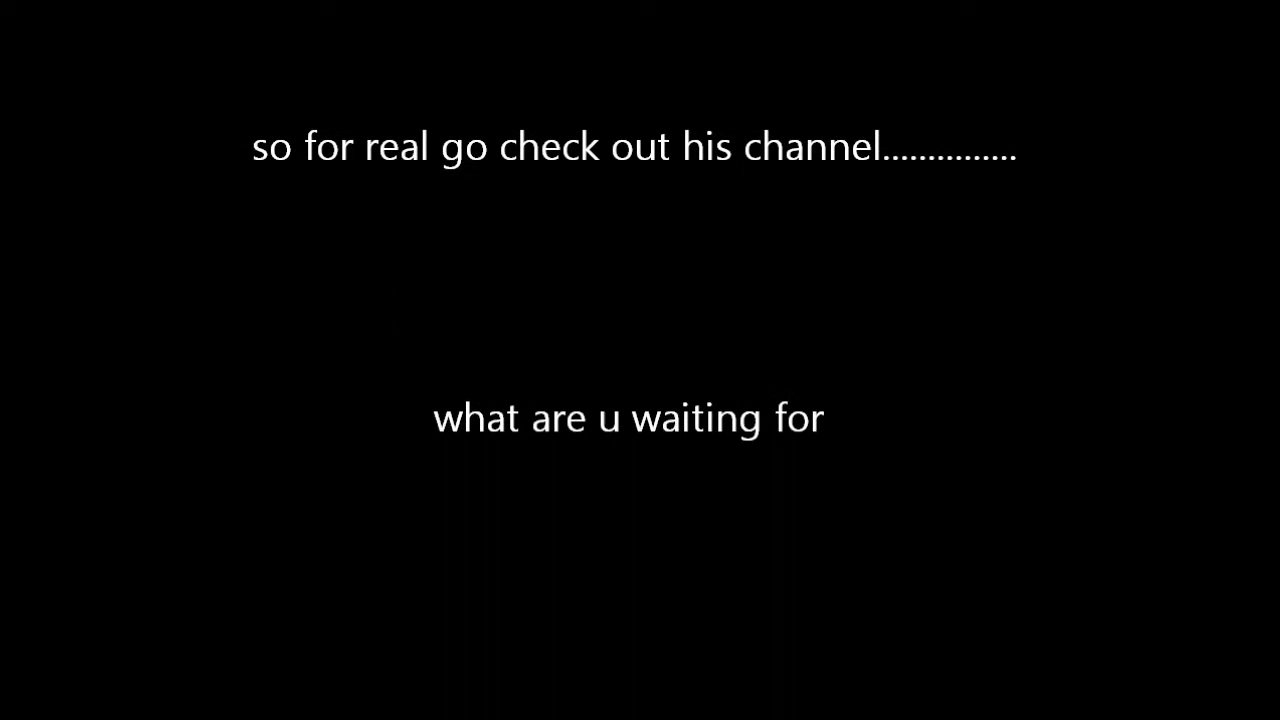 so for real go check out his channel...............
what are u waiting for